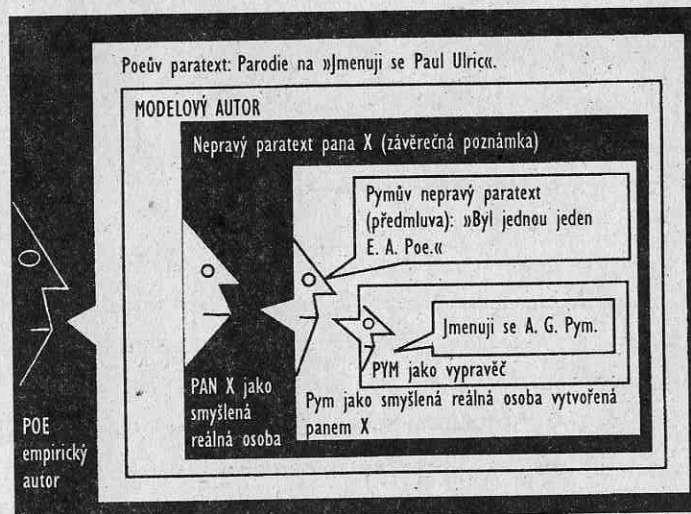 Poeův paratext: Parodie na »Jmenuji se Paul Ulric«.
MODELOVÝ AUTOR
Nepravý paratext pana X (závěrečná poznámka)
Pymův nepravý paratext
(předmluva): »Byl jednou jeden
E. A. Poe.«
Jmenuji se A. G. Pym.
PYM jako vypravěč
PAN X jako
smyšlená
reálná osoba
Pym jako smyšlená reálná osoba vytvořená
panem X
POE
empirický
autor